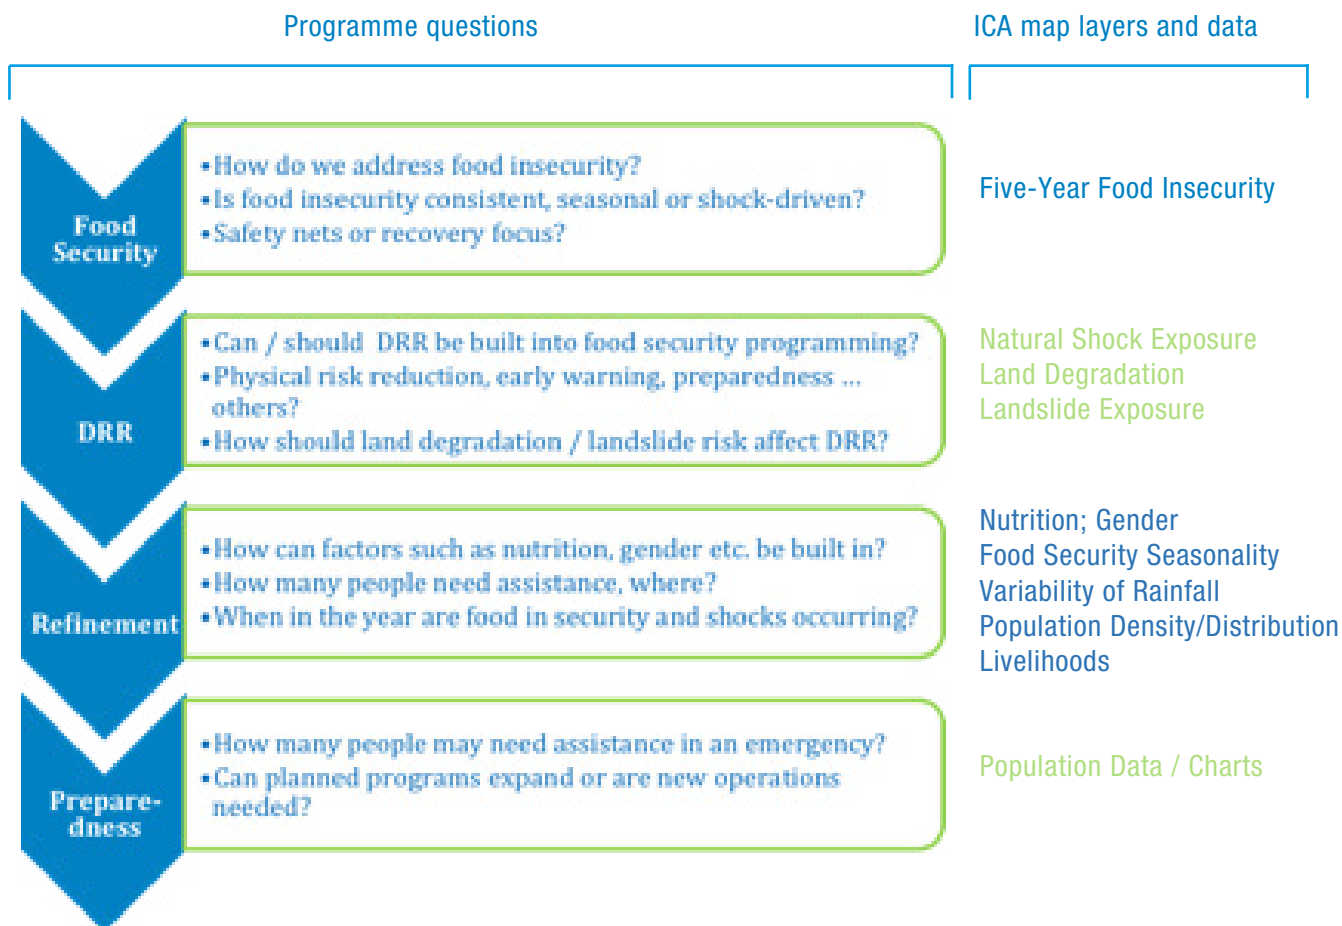 Programme questions
ICA map layers and data
Food
Security
•How do we address food insecurity?
•Is food insecurity consistent, seasonal or shock-driven?
•Safety nets or recovery focus?
Five-Year Food Insecurity
DRR
•Can / should DRR be built into food security programming?
•Physical risk reduction, early warning, preparedness ...
others?
•How should land degradation / landslide risk affect DRR?
Natural Shock Exposure
Land Degradation
Landslide Exposure
Refinement
•How can factors such as nutrition, gender etc. be built in?
•How many people need assistance, where?
•When in the year are food in security and shocks occurring?
Nutrition; Gender
Food Security Seasonality
Variability of Rainfall
Population Density/Distribution
Livelihoods
Prepare-
dness
•How many people may need assistance in an emergency?
•Can planned programs expand or are new operations
needed?
Population Data / Charts